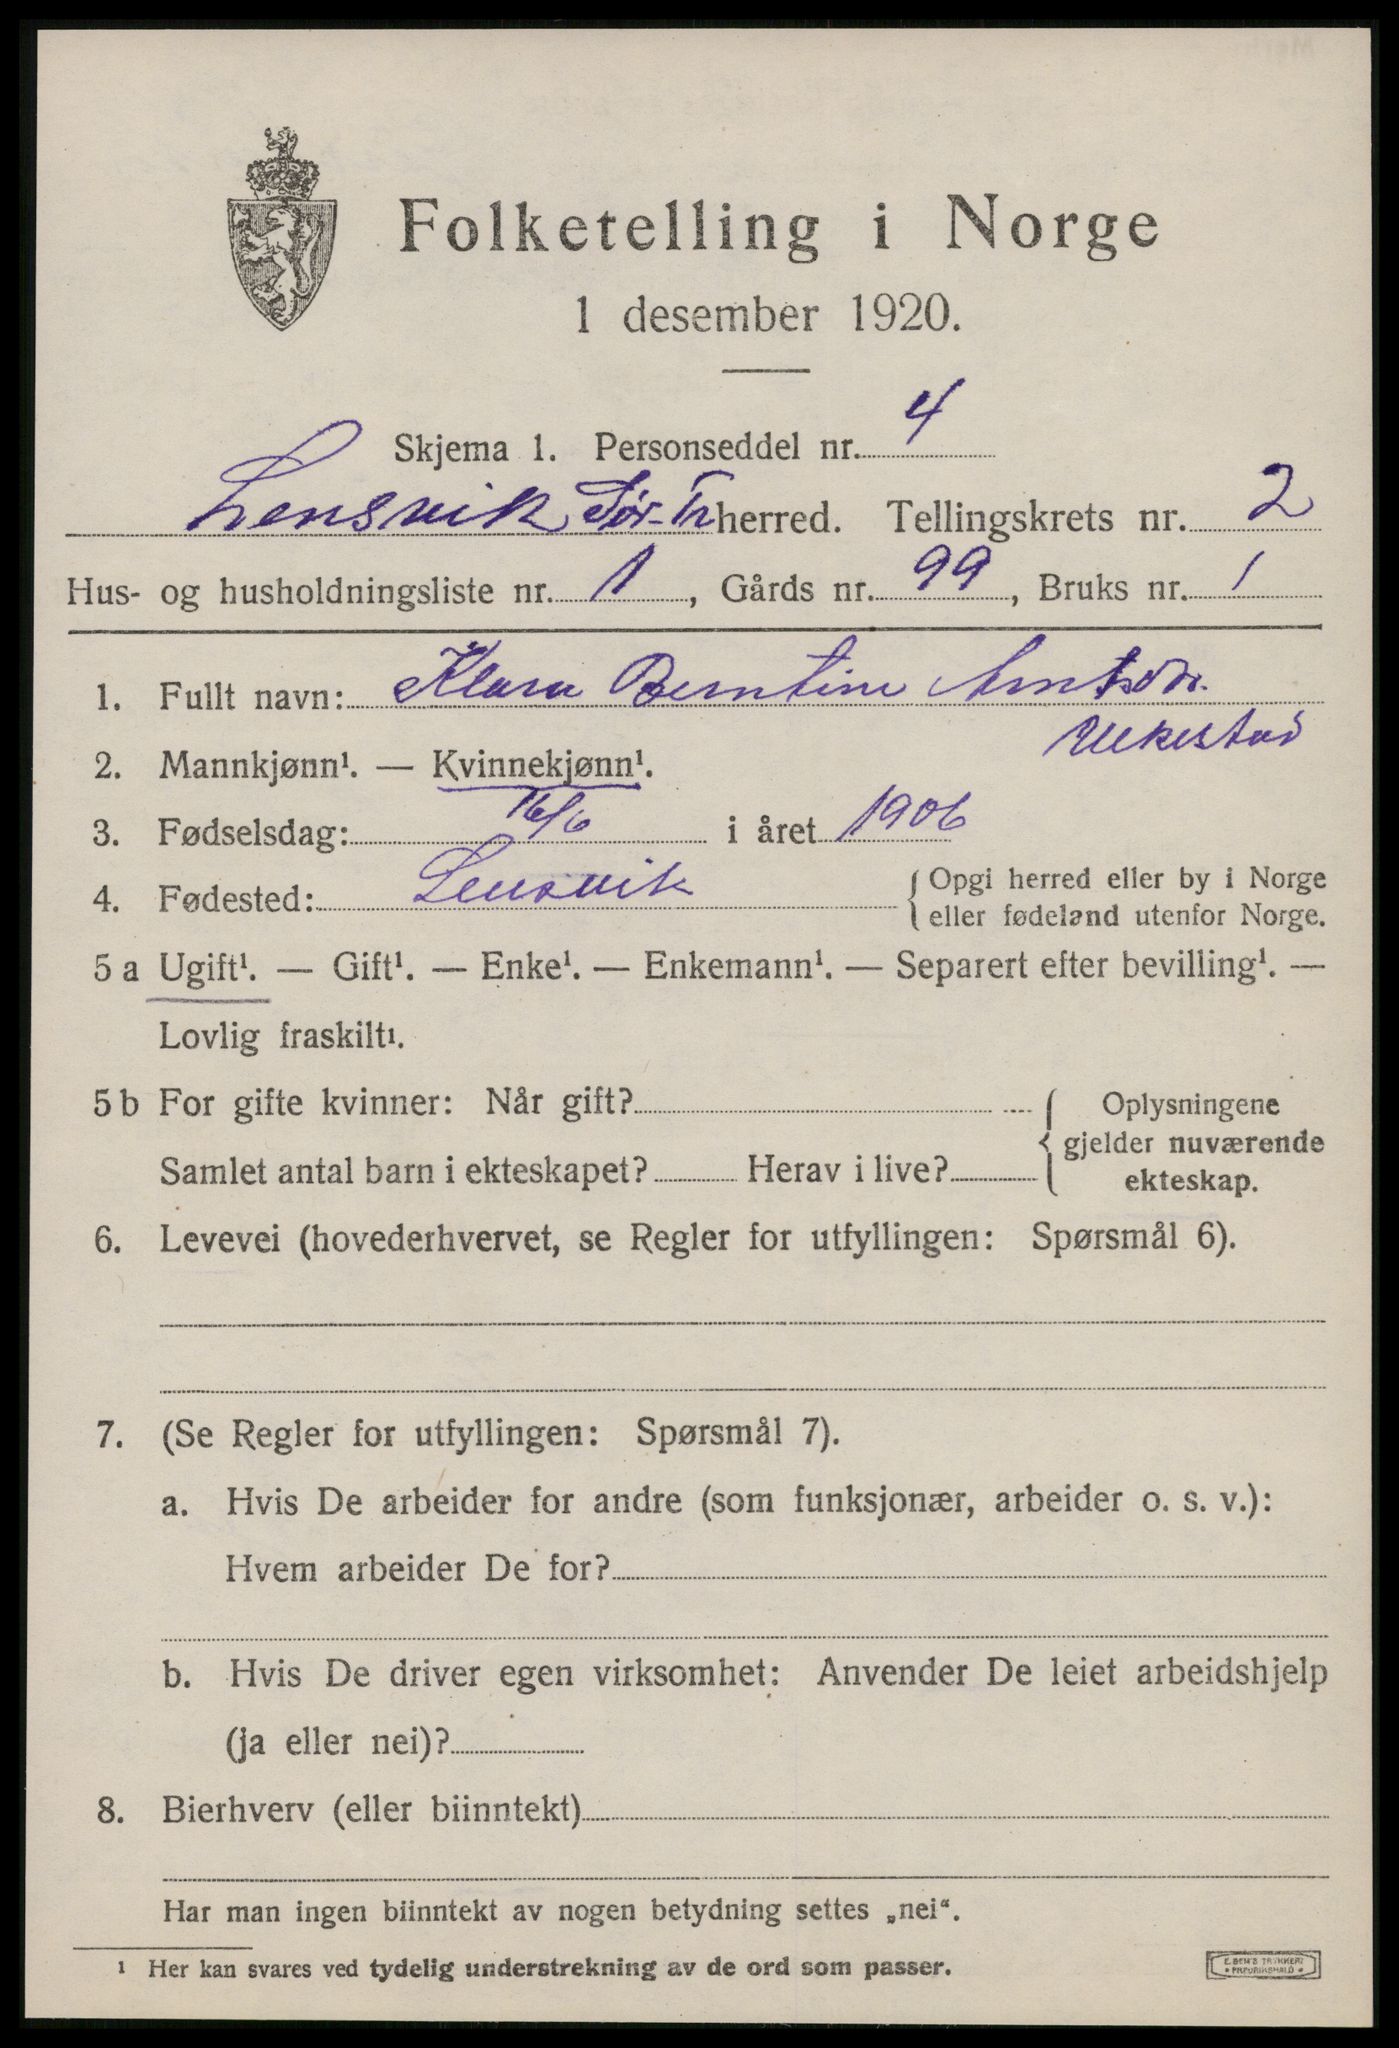 Folketelling i Norge
1 desember 1920.
Skjema 1. Personseddel nr. 4
Lensvik Sør-Tr herred. Tellingskrets nr. 2
Hus- og husholdningsliste nr. 1, Gårds nr. 99, Bruks nr. 1
1. Fullt navn: Klara Berntine Arntsdtr.
2. Mannkjønn¹. — Kvinnekjønn¹.
3. Fødselsdag: 16/6 i året 1906
4. Fødested: Lensvik { Opgi herred eller by i Norge
eller fødeland utenfor Norge.
5 a Ugift¹. — Gift¹. — Enke¹. — Enkemann¹. — Separert efter bevilling¹. —
Lovlig fraskilt¹.
5 b For gifte kvinner: Når gift? { Oplysningene
gjelder nuværende
Samlet antal barn i ekteskapet? Herav i live? ekteskap.
6. Levevei (hovederhvervet, se Regler for utfyllingen: Spørsmål 6).
7. (Se Regler for utfyllingen: Spørsmål 7).
a. Hvis De arbeider for andre (som funksjonær, arbeider o. s. v.):
Hvem arbeider De for?
b. Hvis De driver egen virksomhet: Anvender De leiet arbeidshjelp
(ja eller nei)?
8. Bierhverv (eller biinntekt)
Har man ingen biinntekt av nogen betydning settes „nei“.
¹ Her kan svares ved tydelig understrekning av de ord som passer.
E. SEM'S TRYKKERI
FREDRIKSHALD